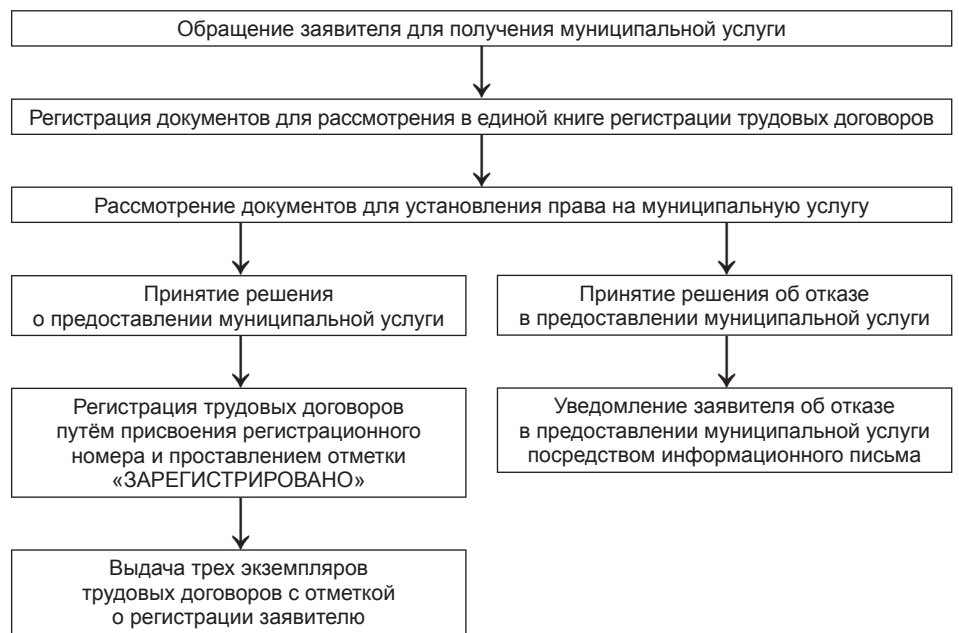 Обращение заявителя для получения муниципальной услуги
Регистрация документов для рассмотрения в единой книге регистрации трудовых договоров
Рассмотрение документов для установления права на муниципальную услугу
Принятие решения
о предоставлении муниципальной услуги
Принятие решения об отказе
в предоставлении муниципальной услуги
Регистрация трудовых договоров
путём присвоения регистрационного
номера и проставлением отметки
«ЗАРЕГИСТРИРОВАНО»
Уведомление заявителя об отказе
в предоставлении муниципальной услуги
посредством информационного письма
Выдача трех экземпляров
трудовых договоров с отметкой
о регистрации заявителю